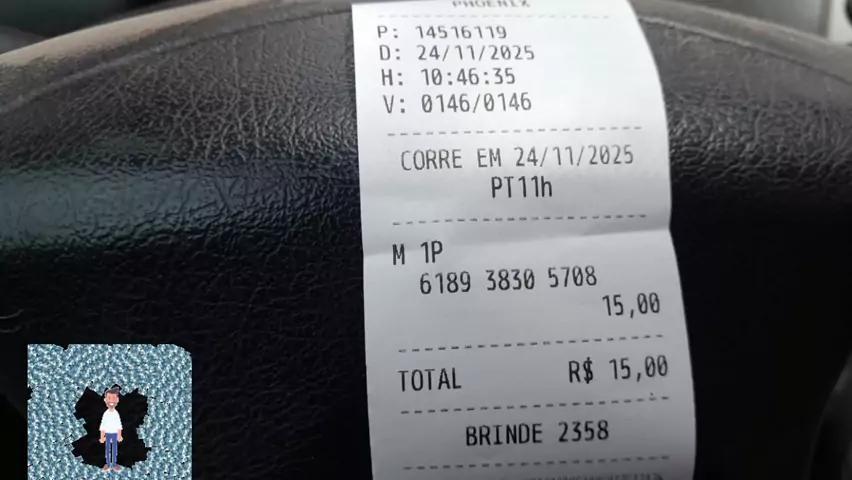 PHOENIX
P: 14516119
D: 24/11/2025
H: 10:46:35
V: 0146/0146
CORRE EM 24/11/2025
PT11h
M 1P
6189 3830 5708
15,00
TOTAL R$ 15,00
BRINDE 2358